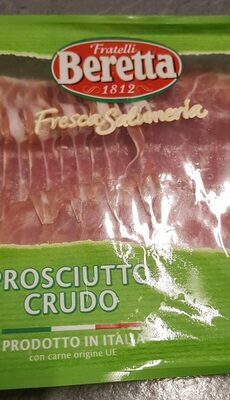 Fratelli
Beretta
1812
Fresca Salumeria
PROSCIUTTO
CRUDO
PRODOTTO IN ITALIA
con carne origine UE